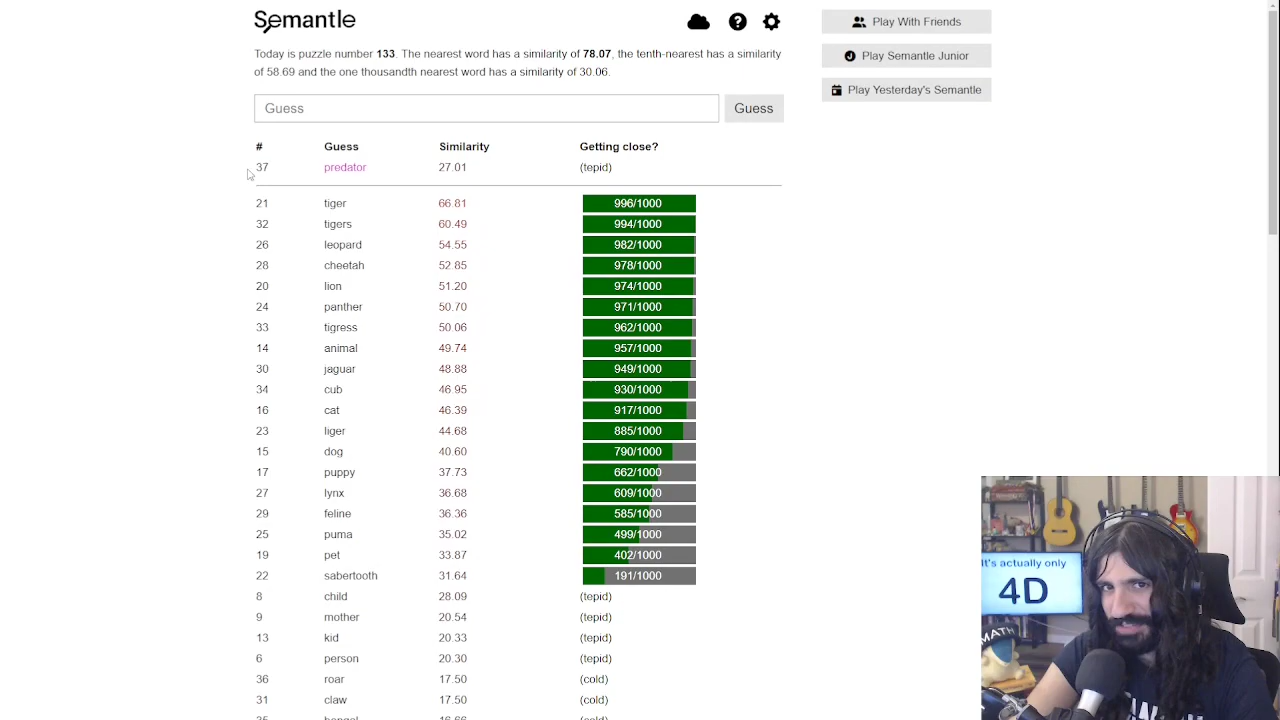 Semantle
Play With Friends
Today is puzzle number 133. The nearest word has a similarity of 78.07, the tenth-nearest has a similarity
of 58.69 and the one thousandth nearest word has a similarity of 30.06.
Play Semantle Junior
Play Yesterday's Semantle
Guess Guess
# Guess Similarity Getting close?
37 predator 27.01 (tepid)
21 tiger 66.81 996/1000
32 tigers 60.49 994/1000
26 leopard 54.55 982/1000
28 cheetah 52.85 978/1000
20 lion 51.20 974/1000
24 panther 50.70 971/1000
33 tigress 50.06 962/1000
14 animal 49.74 957/1000
30 jaguar 48.88 949/1000
34 cub 46.95 930/1000
16 cat 46.39 917/1000
23 liger 44.68 885/1000
15 dog 40.60 790/1000
17 puppy 37.73 662/1000
27 lynx 36.68 609/1000
29 feline 36.36 585/1000
25 puma 35.02 499/1000
19 pet 33.87 402/1000
22 sabertooth 31.64 191/1000
8 child 28.09 (tepid)
9 mother 20.54 (tepid)
13 kid 20.33 (tepid)
6 person 20.30 (tepid)
36 roar 17.50 (cold)
31 claw 17.50 (cold)
35 bengal 16.66 (cold)
It's actually only
4D
MATH